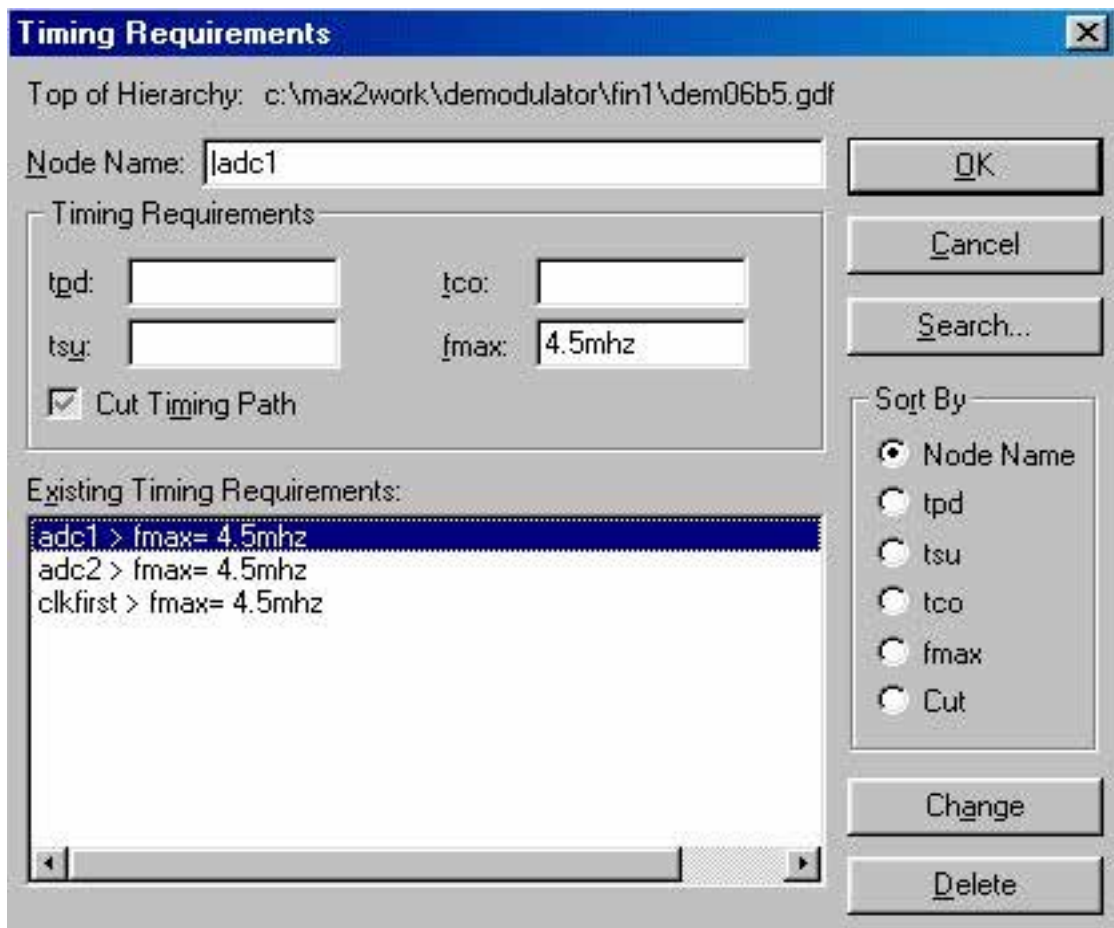 Timing Requirements
Top of Hierarchy: c:\max2work\demodulator\fin1\dem06b5.gdf
Node Name: |adc1
OK
Timing Requirements
Cancel
tpd:
tco:
Search...
tsu:
fmax: 4.5mhz
Cut Timing Path
Sort By
Node Name
Existing Timing Requirements:
tpd
adc1 > fmax= 4.5mhz
adc2 > fmax= 4.5mhz
tsu
clkfirst > fmax= 4.5mhz
tco
fmax
Cut
Change
Delete